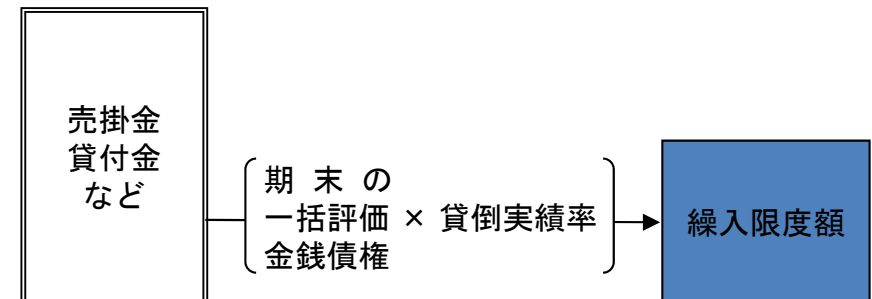 売掛金
貸付金
など
期 末 の
一括評価 × 貸倒実績率
金銭債権
繰入限度額